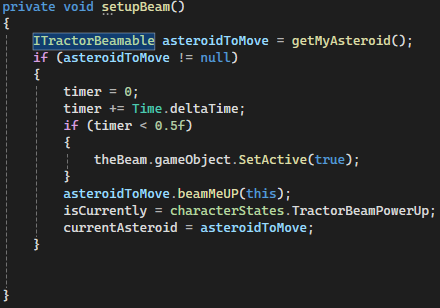 private void setupBeam()
{
ITractorBeamable asteroidToMove = getMyAsteroid();
if (asteroidToMove != null)
{
timer = 0;
timer += Time.deltaTime;
if (timer < 0.5f)
{
theBeam.gameObject.SetActive(true);
}
asteroidToMove.beamMeUP(this);
isCurrently = characterStates.TractorBeamPowerUp;
currentAsteroid = asteroidToMove;
}
}